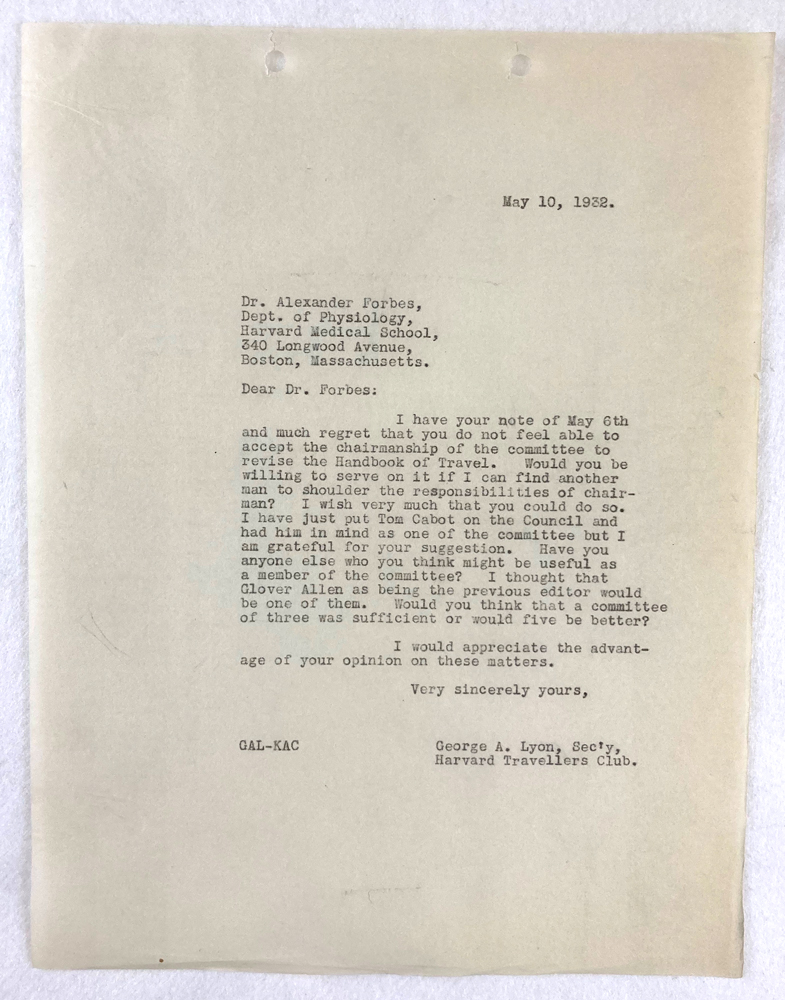 May 10, 1932.
Dr. Alexander Forbes,
Dept. of Physiology,
Harvard Medical School,
340 Longwood Avenue,
Boston, Massachusetts.
Dear Dr. Forbes:
I have your note of May 6th
and much regret that you do not feel able to
accept the chairmanship of the committee to
revise the Handbook of Travel. Would you be
willing to serve on it if I can find another
man to shoulder the responsibilities of chair-
man? I wish very much that you could do so.
I have just put Tom Cabot on the Council and
had him in mind as one of the committee but I
am grateful for your suggestion. Have you
anyone else who you think might be useful as
a member of the committee? I thought that
Glover Allen as being the previous editor would
be one of them. Would you think that a committee
of three was sufficient or would five be better?
I would appreciate the advant-
age of your opinion on these matters.
Very sincerely yours,
GAL-KAC George A. Lyon, Sec'y,
Harvard Travellers Club.